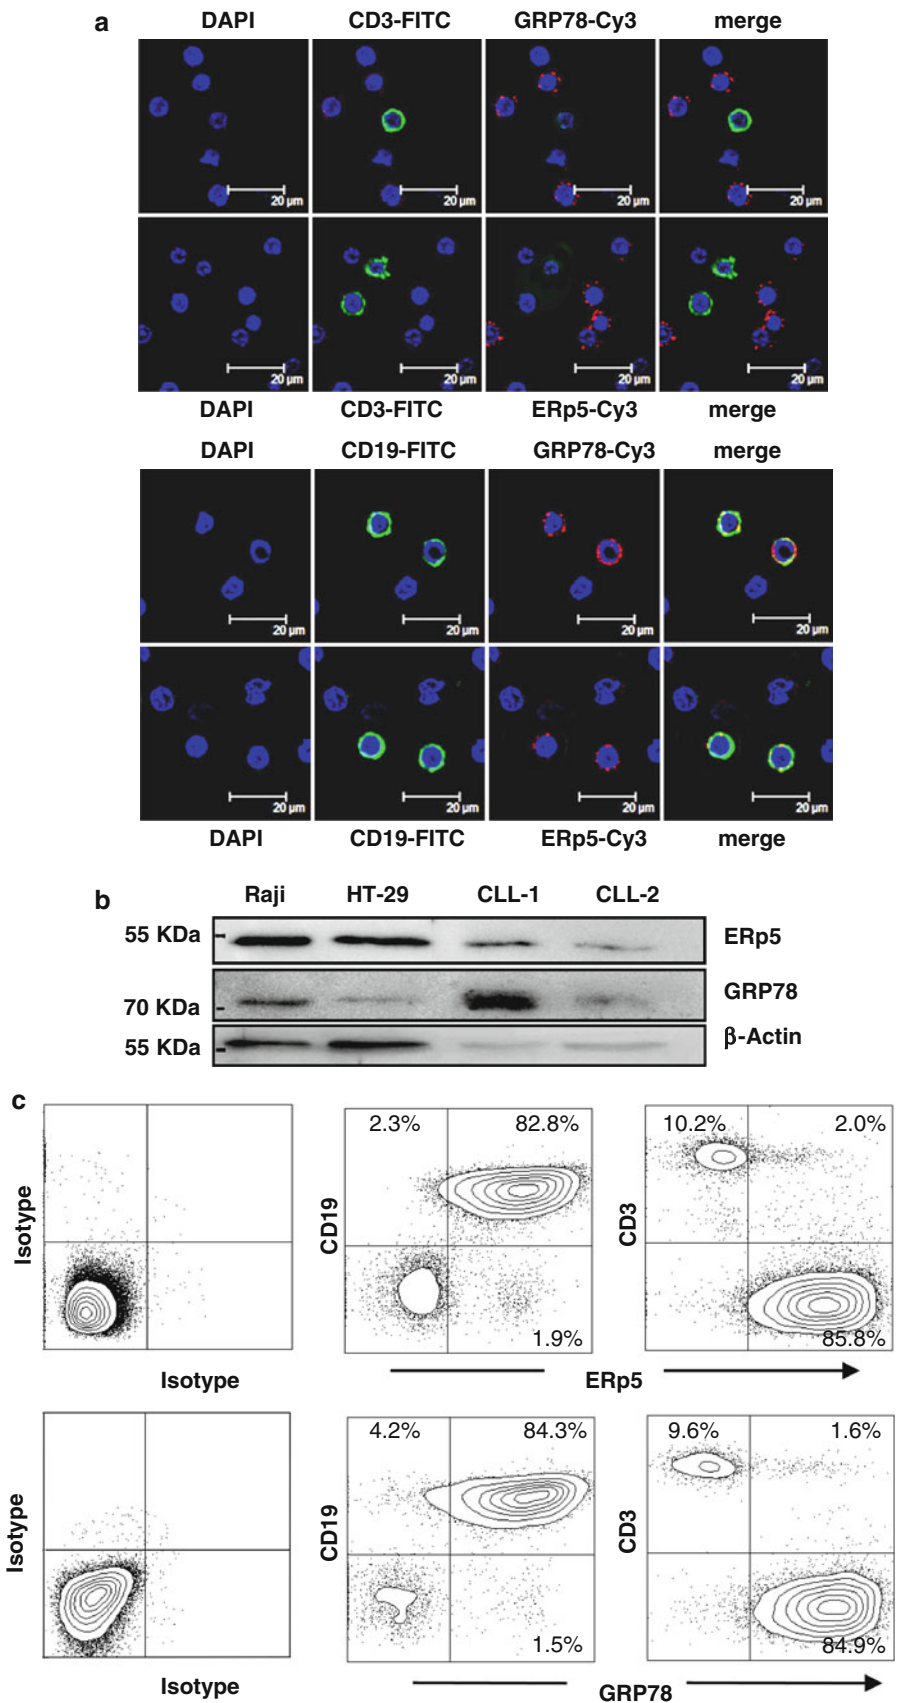 a
DAPI CD3-FITC GRP78-Cy3 merge
20 µm 20 µm 20 µm 20 µm
20 µm 20 µm 20 µm 20 µm
DAPI CD3-FITC ERp5-Cy3 merge
DAPI CD19-FITC GRP78-Cy3 merge
20 µm 20 µm 20 µm 20 µm
20 µm 20 µm 20 µm 20 µm
DAPI CD19-FITC ERp5-Cy3 merge
b
Raji HT-29 CLL-1 CLL-2
55 KDa ERp5
70 KDa GRP78
55 KDa β-Actin
c
Isotype
Isotype
CD19
2.3% 82.8%
1.9%
CD3
10.2% 2.0%
85.8%
ERp5
Isotype
Isotype
CD19
4.2% 84.3%
1.5%
CD3
9.6% 1.6%
84.9%
GRP78